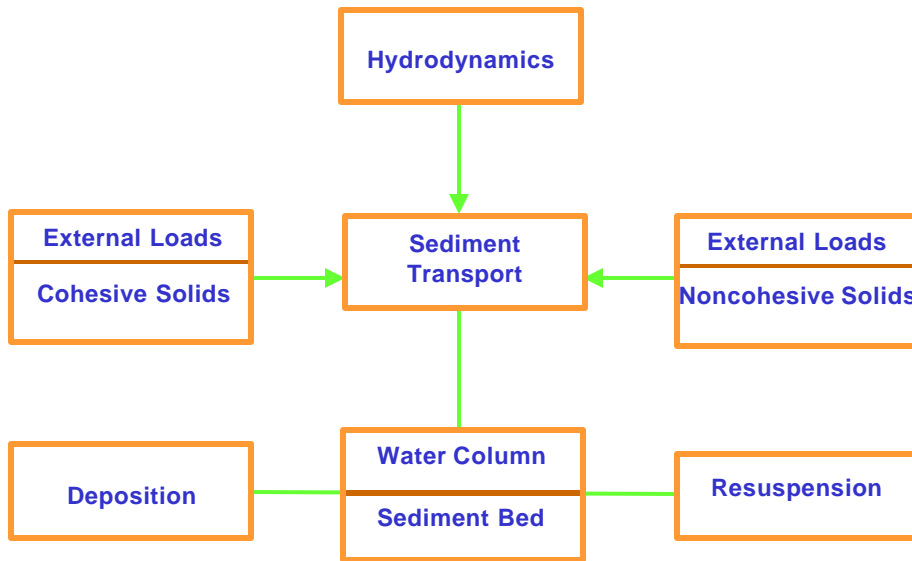 Hydrodynamics
External Loads
Cohesive Solids
Sediment
Transport
External Loads
Noncohesive Solids
Deposition
Water Column
Sediment Bed
Resuspension